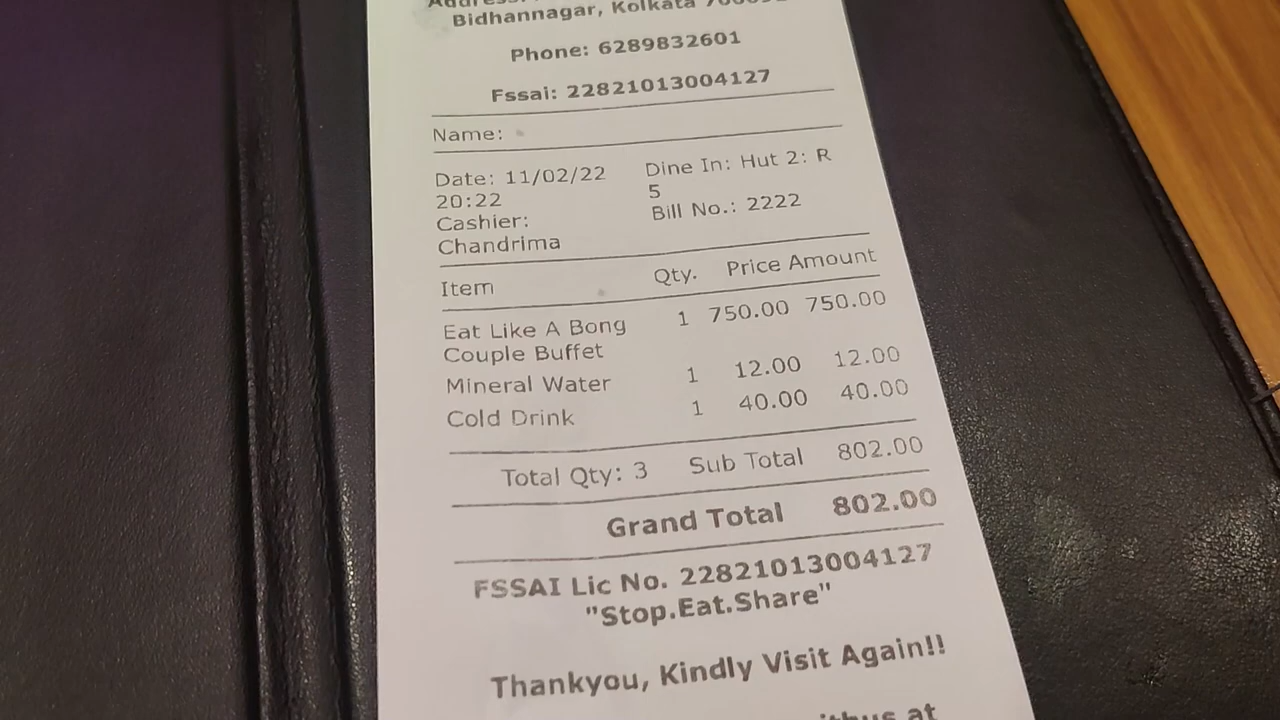 Address:
Bidhannagar, Kolkata
Phone: 6289832601
Fssai: 22821013004127
Name:
Date: 11/02/22 Dine In: Hut 2: R
20:22 5
Cashier: Bill No.: 2222
Chandrima
Item Qty. Price Amount
Eat Like A Bong 1 750.00 750.00
Couple Buffet
Mineral Water 1 12.00 12.00
Cold Drink 1 40.00 40.00
Total Qty: 3 Sub Total 802.00
Grand Total 802.00
FSSAI Lic No. 22821013004127
"Stop.Eat.Share"
Thankyou, Kindly Visit Again!!
at